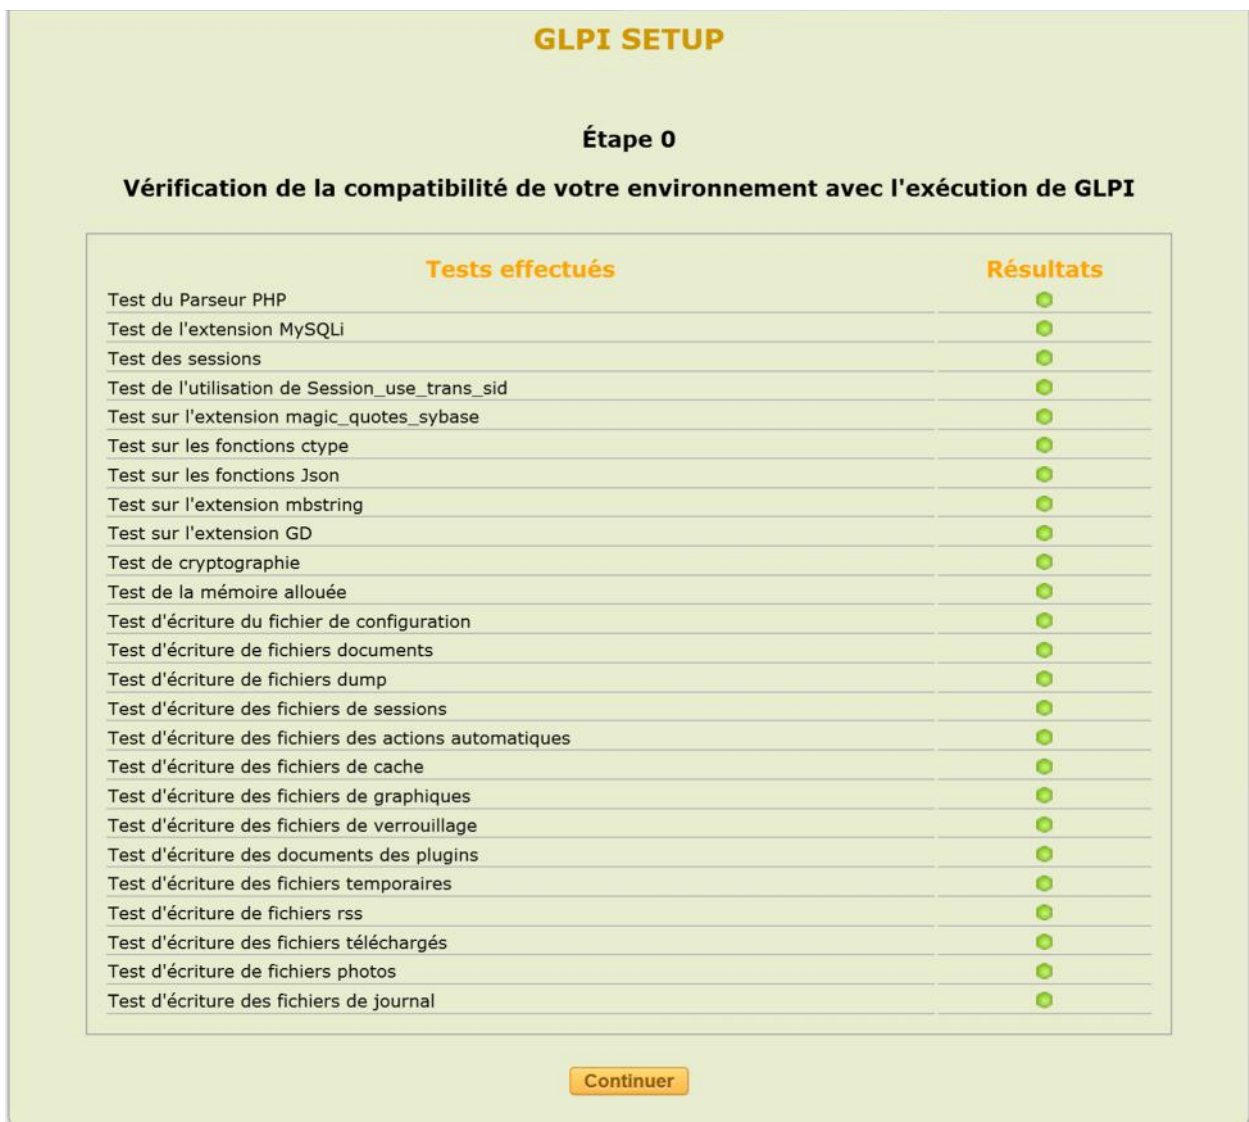 GLPI SETUP
Étape 0
Vérification de la compatibilité de votre environnement avec l'exécution de GLPI
Tests effectués Résultats
Test du Parseur PHP
Test de l'extension MySQLi
Test des sessions
Test de l'utilisation de Session_use_trans_sid
Test sur l'extension magic_quotes_sybase
Test sur les fonctions ctype
Test sur les fonctions Json
Test sur l'extension mbstring
Test sur l'extension GD
Test de cryptographie
Test de la mémoire allouée
Test d'écriture du fichier de configuration
Test d'écriture de fichiers documents
Test d'écriture de fichiers dump
Test d'écriture des fichiers de sessions
Test d'écriture des fichiers des actions automatiques
Test d'écriture des fichiers de cache
Test d'écriture des fichiers de graphiques
Test d'écriture des fichiers de verrouillage
Test d'écriture des documents des plugins
Test d'écriture des fichiers temporaires
Test d'écriture de fichiers rss
Test d'écriture des fichiers téléchargés
Test d'écriture de fichiers photos
Test d'écriture des fichiers de journal
Continuer